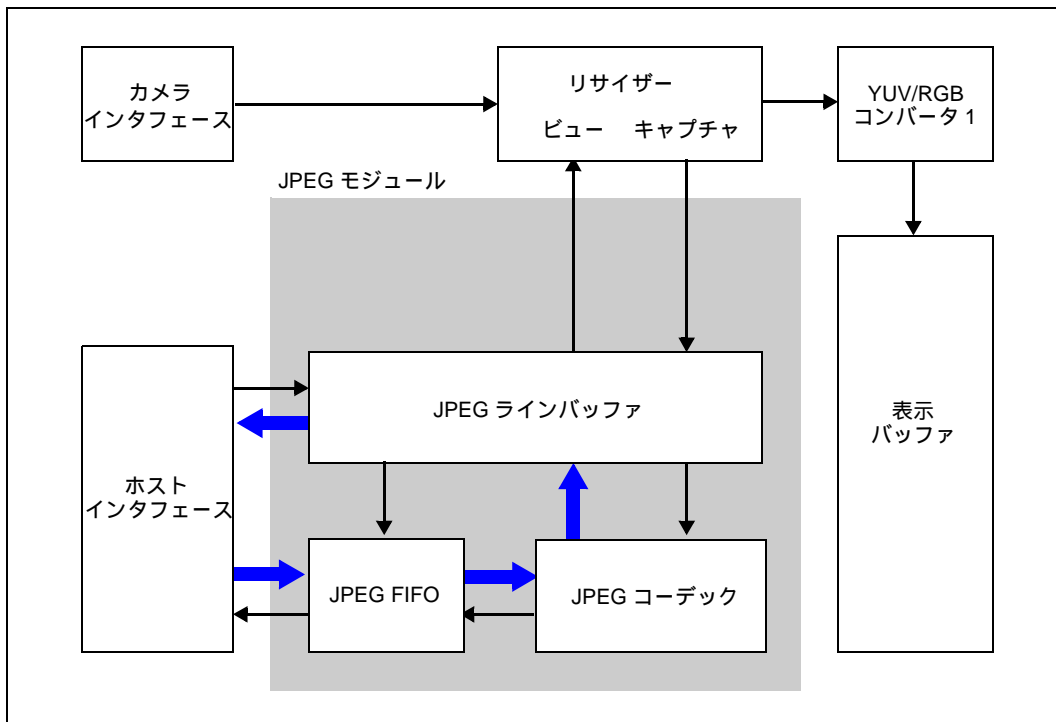 カメラ
インタフェース
リサイザー
ビュー キャプチャ
YUV/RGB
コンバータ 1
JPEG モジュール
JPEG ラインバッファ
表示
バッファ
ホスト
インタフェース
JPEG FIFO
JPEG コーデック